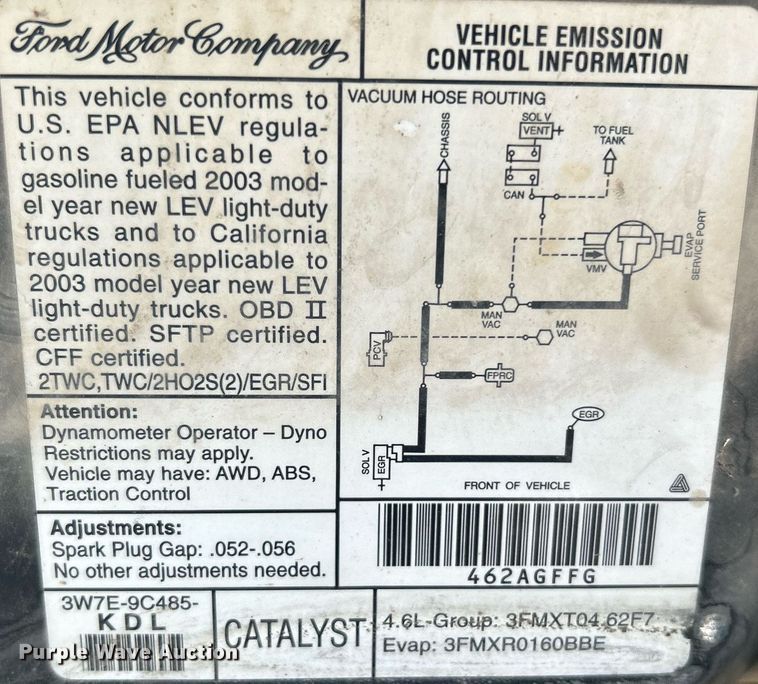 Ford Motor Company
VEHICLE EMISSION
CONTROL INFORMATION
This vehicle conforms to
U.S. EPA NLEV regula-
tions applicable to
gasoline fueled 2003 mod-
el year new LEV light-duty
trucks and to California
regulations applicable to
2003 model year new LEV
light-duty trucks. OBD II
certified. SFTP certified.
CFF certified.
2TWC,TWC/2HO2S(2)/EGR/SFI
Attention:
Dynamometer Operator – Dyno
Restrictions may apply.
Vehicle may have: AWD, ABS,
Traction Control
Adjustments:
Spark Plug Gap: .052-.056
No other adjustments needed.
VACUUM HOSE ROUTING
CHASSIS
SOL V
VENT
TO FUEL
TANK
CAN
VMV
EVAP
SERVICE PORT
MAN
VAC
MAN
VAC
PCV
FPRC
EGR
SOL V
EGR
FRONT OF VEHICLE
462AGFFG
3W7E-9C485-
KDL
CATALYST
4.6L-Group: 3FMXT04.62F7
Evap: 3FMXR0160BBE
Purple Wave Auction